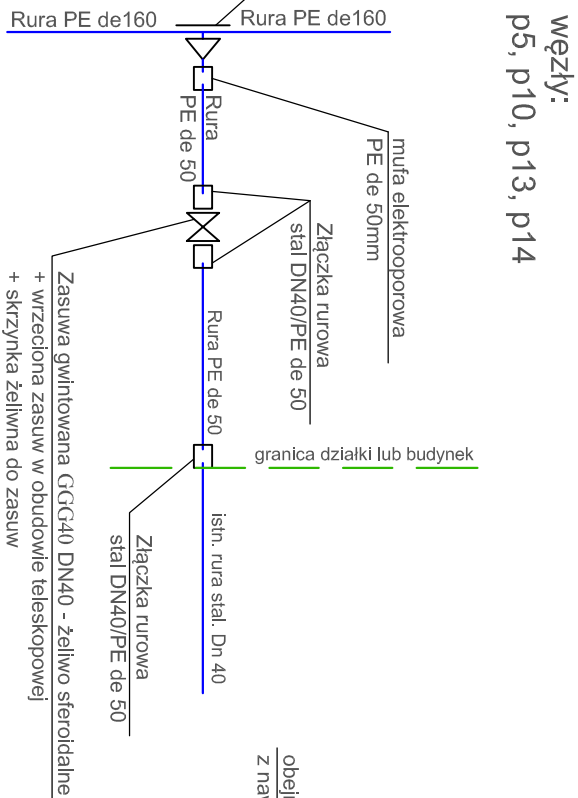 węzły:
p5, p10, p13, p14
Rura PE de160
Rura PE de160
mufa elektrooporowa
PE de 50mm
Rura
PE de 50
Złączka rurowa
stal DN40/PE de 50
Rura PE de 50
granica działki lub budynek
istn. rura stal. Dn 40
Złączka rurowa
stal DN40/PE de 50
Zasuwa gwintowana GGG40 DN40 - żeliwo sferoidalne
+ wrzeciona zasuw w obudowie teleskopowej
+ skrzynka żeliwna do zasuw